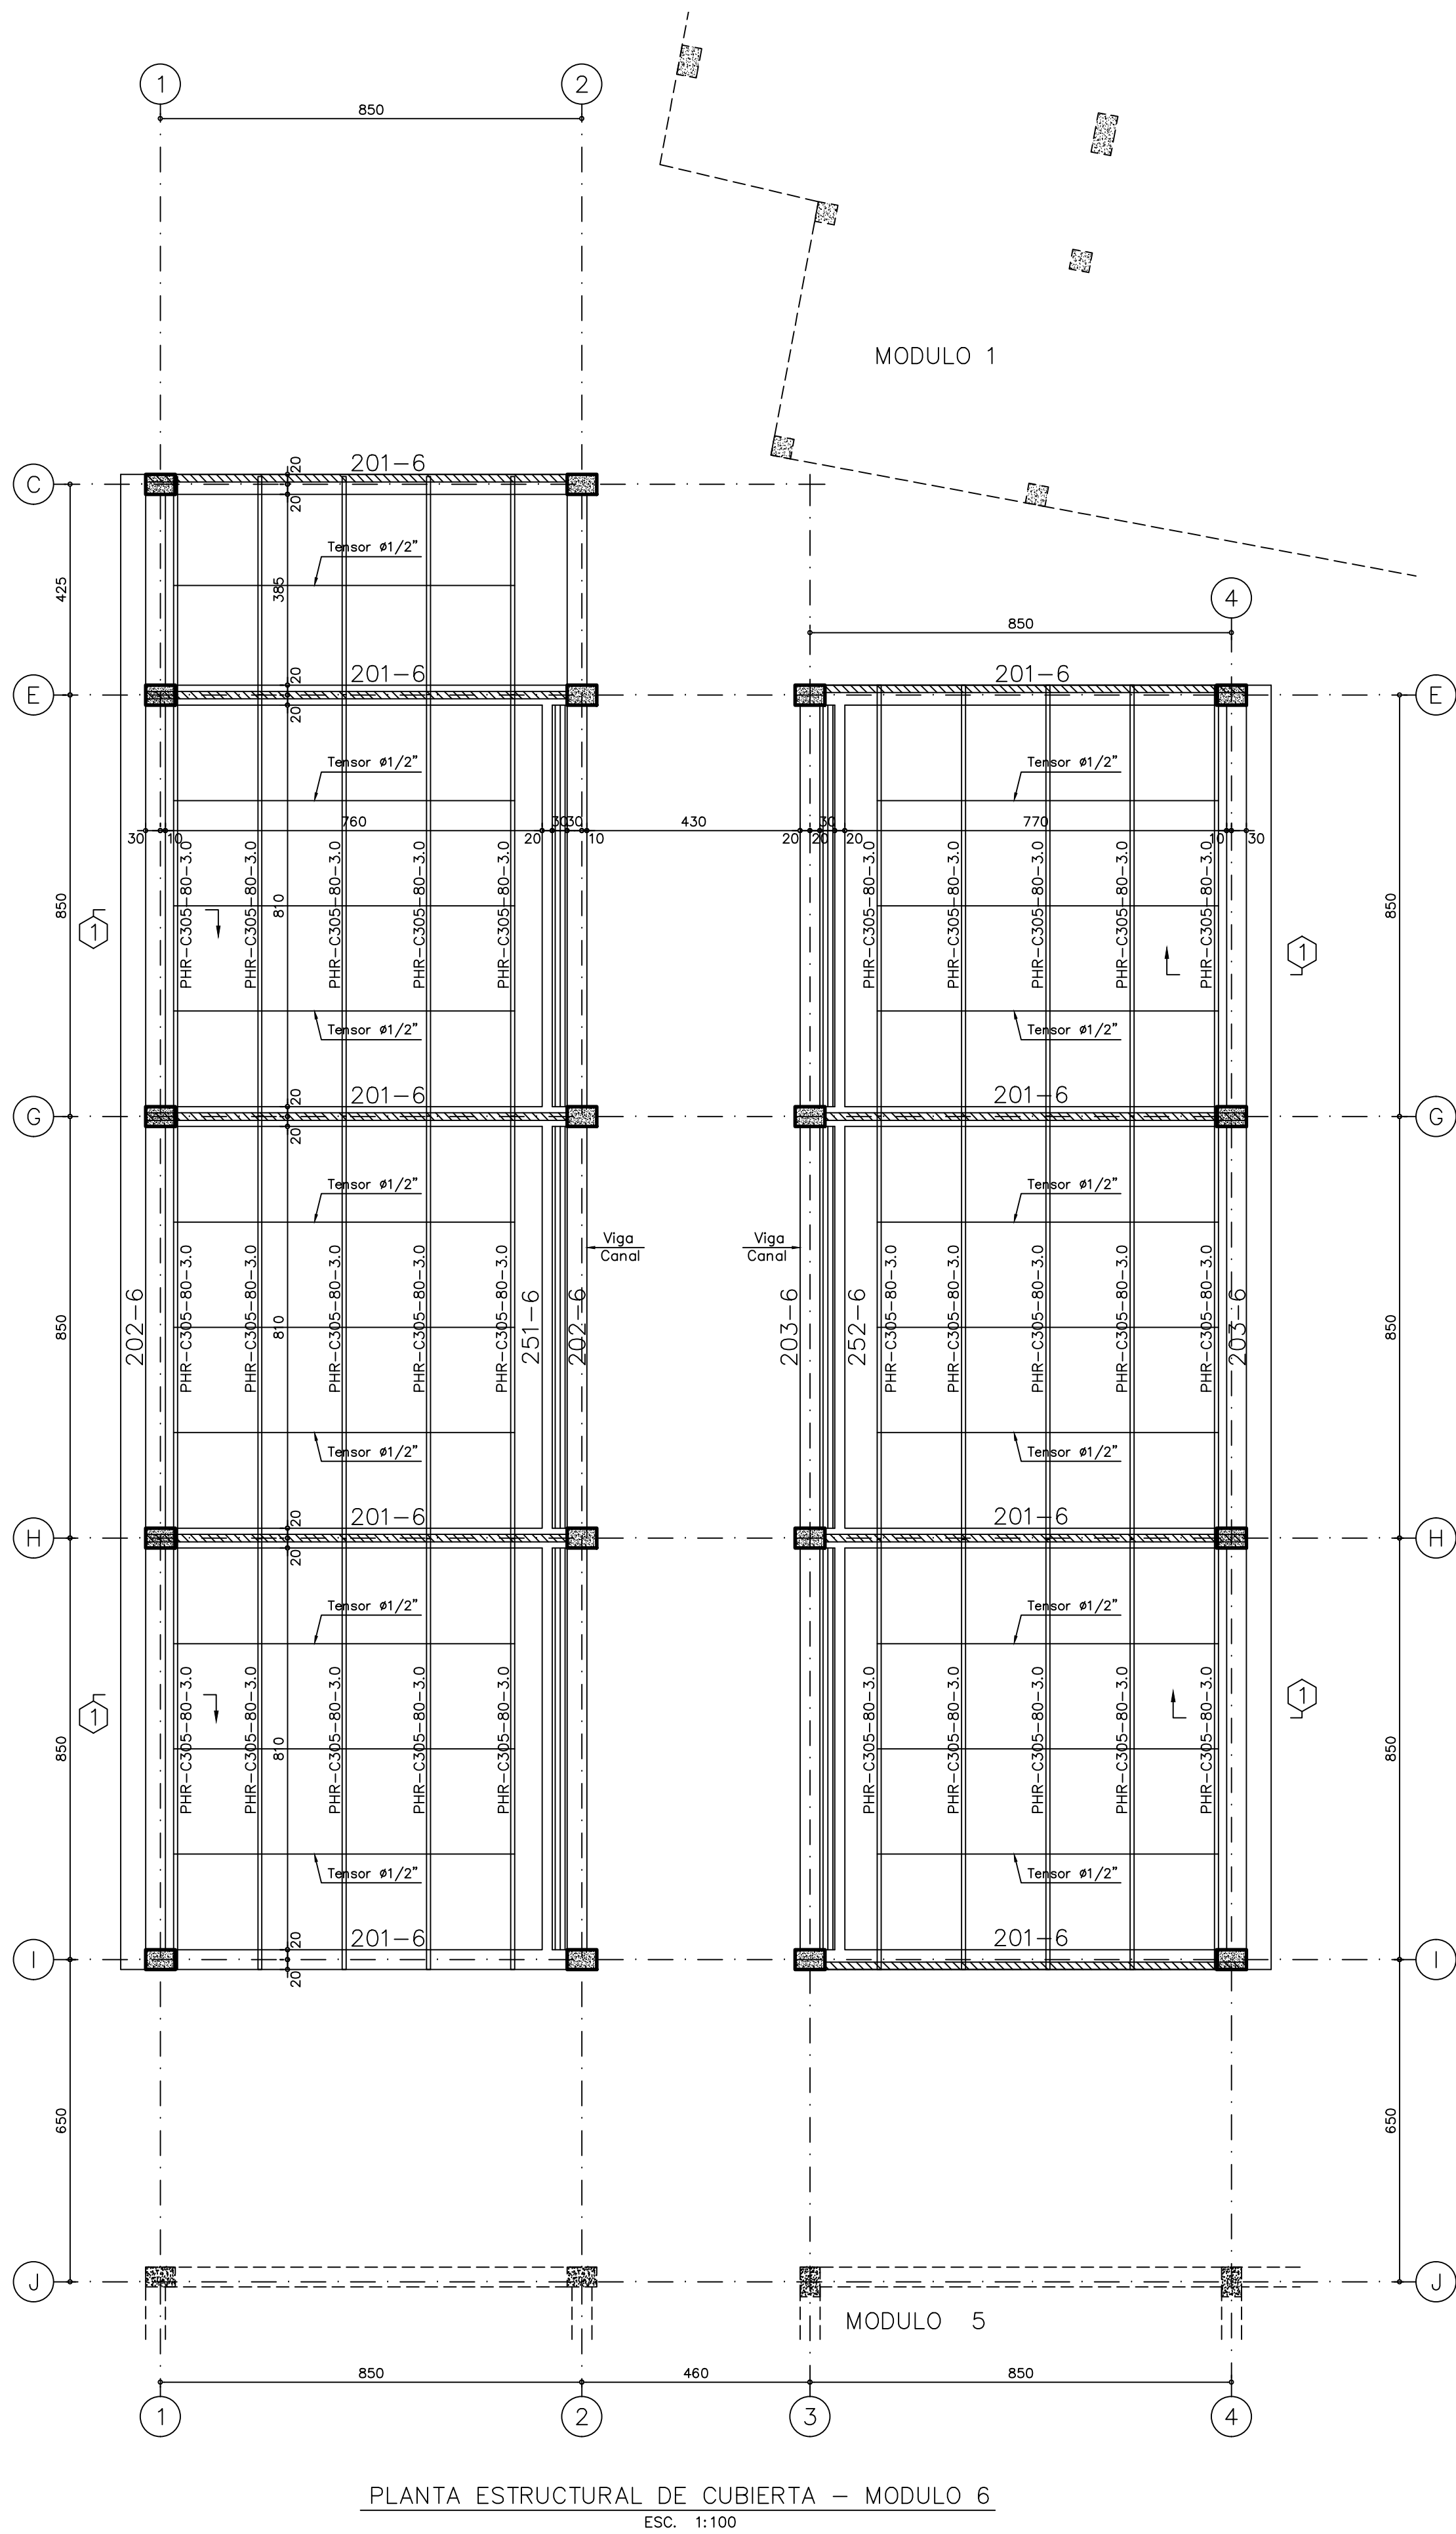 1
2
850
MODULO 1
C
20
201-6
20
Tensor ø1/2"
425
385
4
850
E
20
201-6
20
201-6
E
Tensor ø1/2"
Tensor ø1/2"
30
10
760
20
30
30
10
430
20
20
30
20
770
10
30
850
1
PHR-C305-80-3.0
PHR-C305-80-3.0
810
PHR-C305-80-3.0
PHR-C305-80-3.0
PHR-C305-80-3.0
PHR-C305-80-3.0
PHR-C305-80-3.0
PHR-C305-80-3.0
PHR-C305-80-3.0
PHR-C305-80-3.0
1
850
Tensor ø1/2"
Tensor ø1/2"
G
20
201-6
20
201-6
G
Tensor ø1/2"
Tensor ø1/2"
Viga
Canal
Viga
Canal
850
202-6
PHR-C305-80-3.0
PHR-C305-80-3.0
810
PHR-C305-80-3.0
PHR-C305-80-3.0
PHR-C305-80-3.0
251-6
202-6
203-6
252-6
PHR-C305-80-3.0
PHR-C305-80-3.0
PHR-C305-80-3.0
PHR-C305-80-3.0
PHR-C305-80-3.0
203-6
850
Tensor ø1/2"
Tensor ø1/2"
H
20
201-6
20
201-6
H
Tensor ø1/2"
Tensor ø1/2"
850
1
PHR-C305-80-3.0
PHR-C305-80-3.0
810
PHR-C305-80-3.0
PHR-C305-80-3.0
PHR-C305-80-3.0
PHR-C305-80-3.0
PHR-C305-80-3.0
PHR-C305-80-3.0
PHR-C305-80-3.0
PHR-C305-80-3.0
1
850
Tensor ø1/2"
Tensor ø1/2"
I
20
201-6
20
201-6
I
650
650
J
J
MODULO 5
850
460
850
1
2
3
4
PLANTA ESTRUCTURAL DE CUBIERTA - MODULO 6
ESC. 1:100